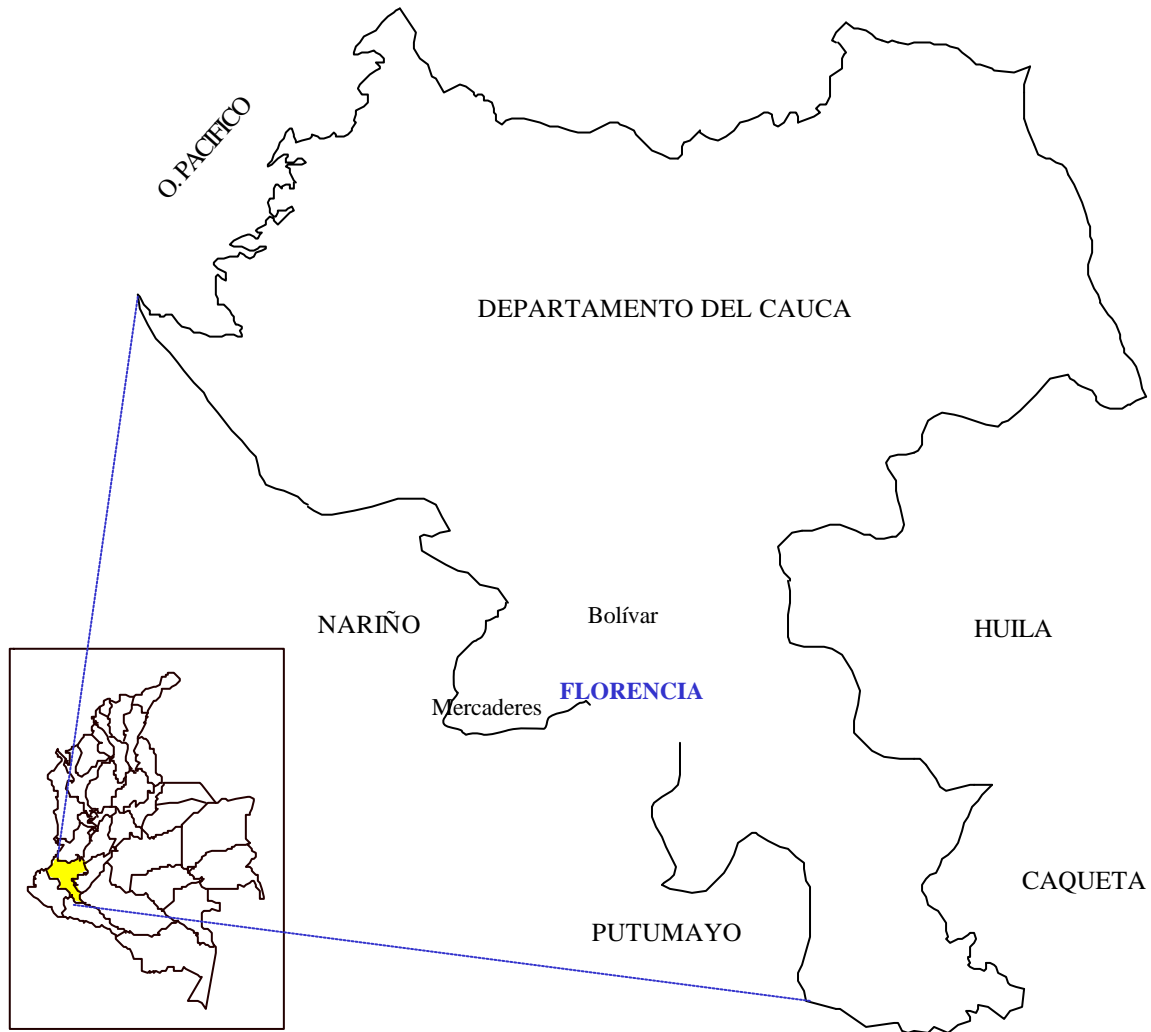 O. PACIFICO
DEPARTAMENTO DEL CAUCA
NARIÑO
Bolívar
HUILA
FLORENCIA
Mercaderes
CAQUETA
PUTUMAYO